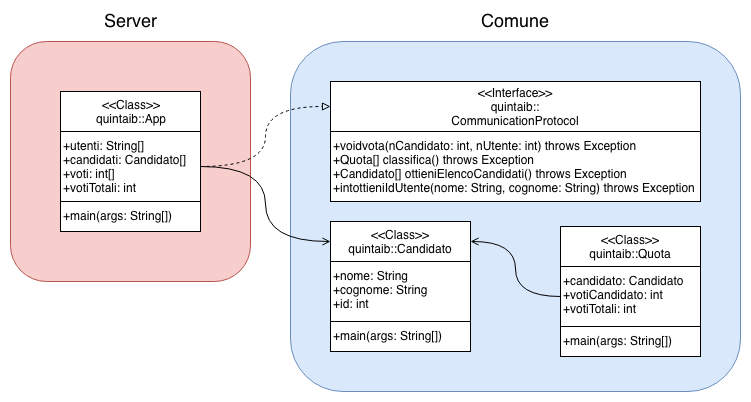 Server
Comune
<<Class>>
quintaib::App
+utenti: String[]
+candidati: Candidato[]
+voti: int[]
+votiTotali: int
+main(args: String[])
<<Interface>>
quintaib::
CommunicationProtocol
+voidvota(nCandidato: int, nUtente: int) throws Exception
+Quota[] classifica() throws Exception
+Candidato[] ottieniElencoCandidati() throws Exception
+intottieniIdUtente(nome: String, cognome: String) throws Exception
<<Class>>
quintaib::Candidato
+nome: String
+cognome: String
+id: int
+main(args: String[])
<<Class>>
quintaib::Quota
+candidato: Candidato
+votiCandidato: int
+votiTotali: int
+main(args: String[])